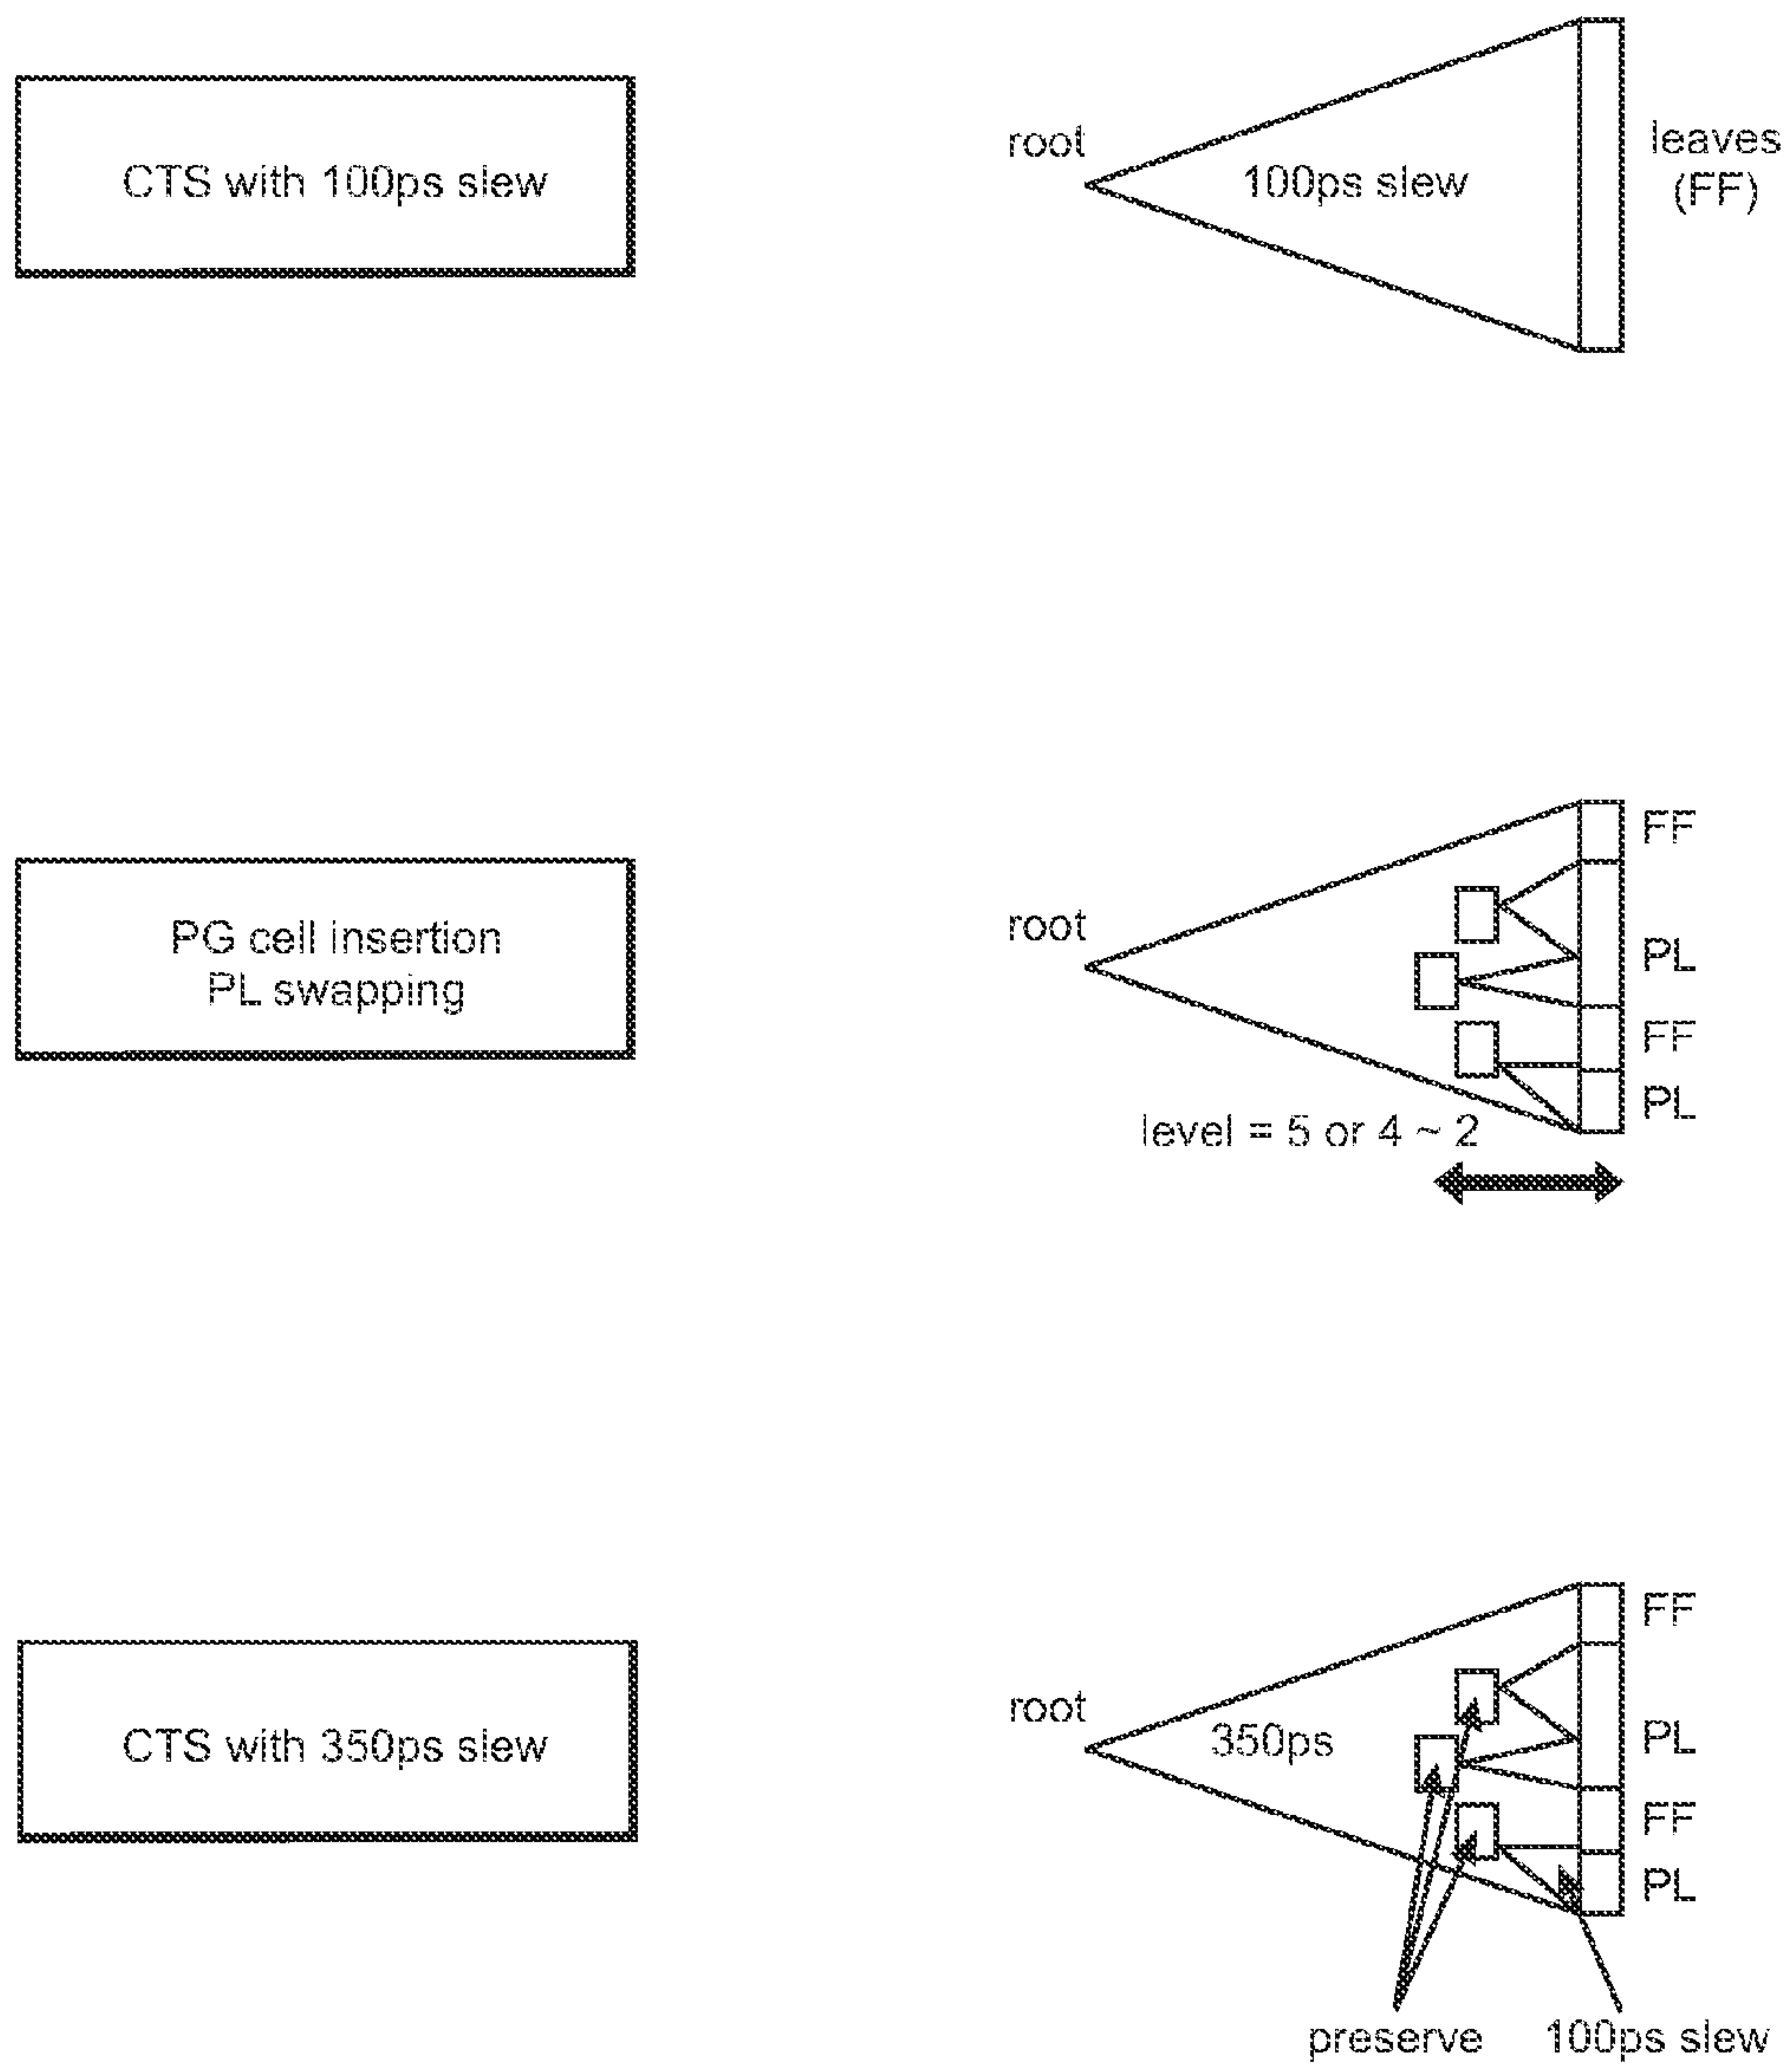 CTS with 100ps slew
root
100ps slew
leaves
(FF)
PG cell insertion
PL swapping
root
FF
PL
FF
PL
level = 5 or 4 ~ 2
CTS with 350ps slew
root
350ps
FF
PL
FF
PL
preserve
100ps slew